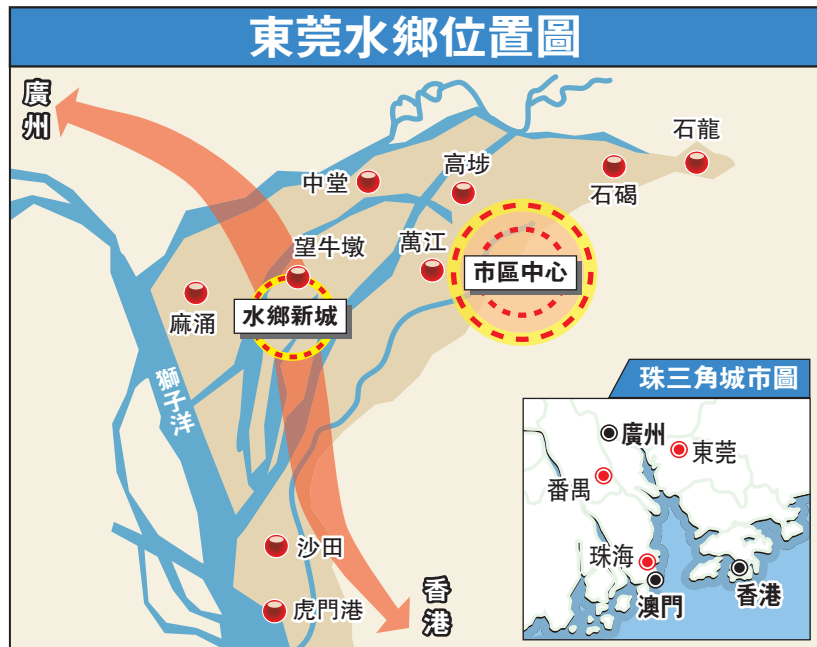 東莞水鄉位置圖
廣州
石龍
中堂
高埗
石碣
望牛墩
萬江
市區中心
麻涌
水鄉新城
獅子洋
沙田
虎門港
香港
珠三角城市圖
廣州
東莞
番禺
珠海
澳門
香港